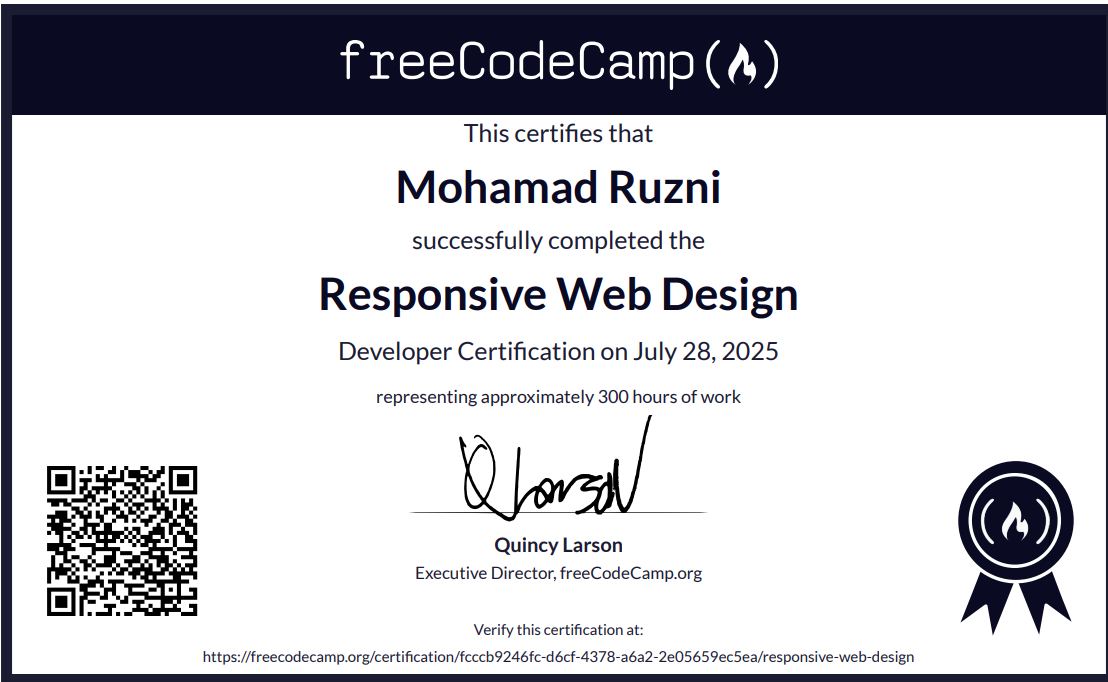 freeCodeCamp
This certifies that
Mohamad Ruzni
successfully completed the
Responsive Web Design
Developer Certification on July 28, 2025
representing approximately 300 hours of work
Q Larson
Quincy Larson
Executive Director, freeCodeCamp.org
Verify this certification at:
https://freecodecamp.org/certification/fcccb9246fc-d6cf-4378-a6a2-2e05659ec5ea/responsive-web-design